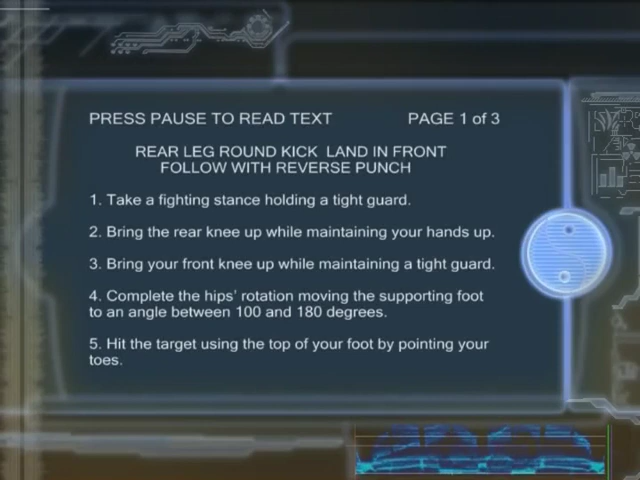 PRESS PAUSE TO READ TEXT PAGE 1 of 3
REAR LEG ROUND KICK LAND IN FRONT
FOLLOW WITH REVERSE PUNCH
1. Take a fighting stance holding a tight guard.
2. Bring the rear knee up while maintaining your hands up.
3. Bring your front knee up while maintaining a tight guard.
4. Complete the hips' rotation moving the supporting foot
to an angle between 100 and 180 degrees.
5. Hit the target using the top of your foot by pointing your
toes.